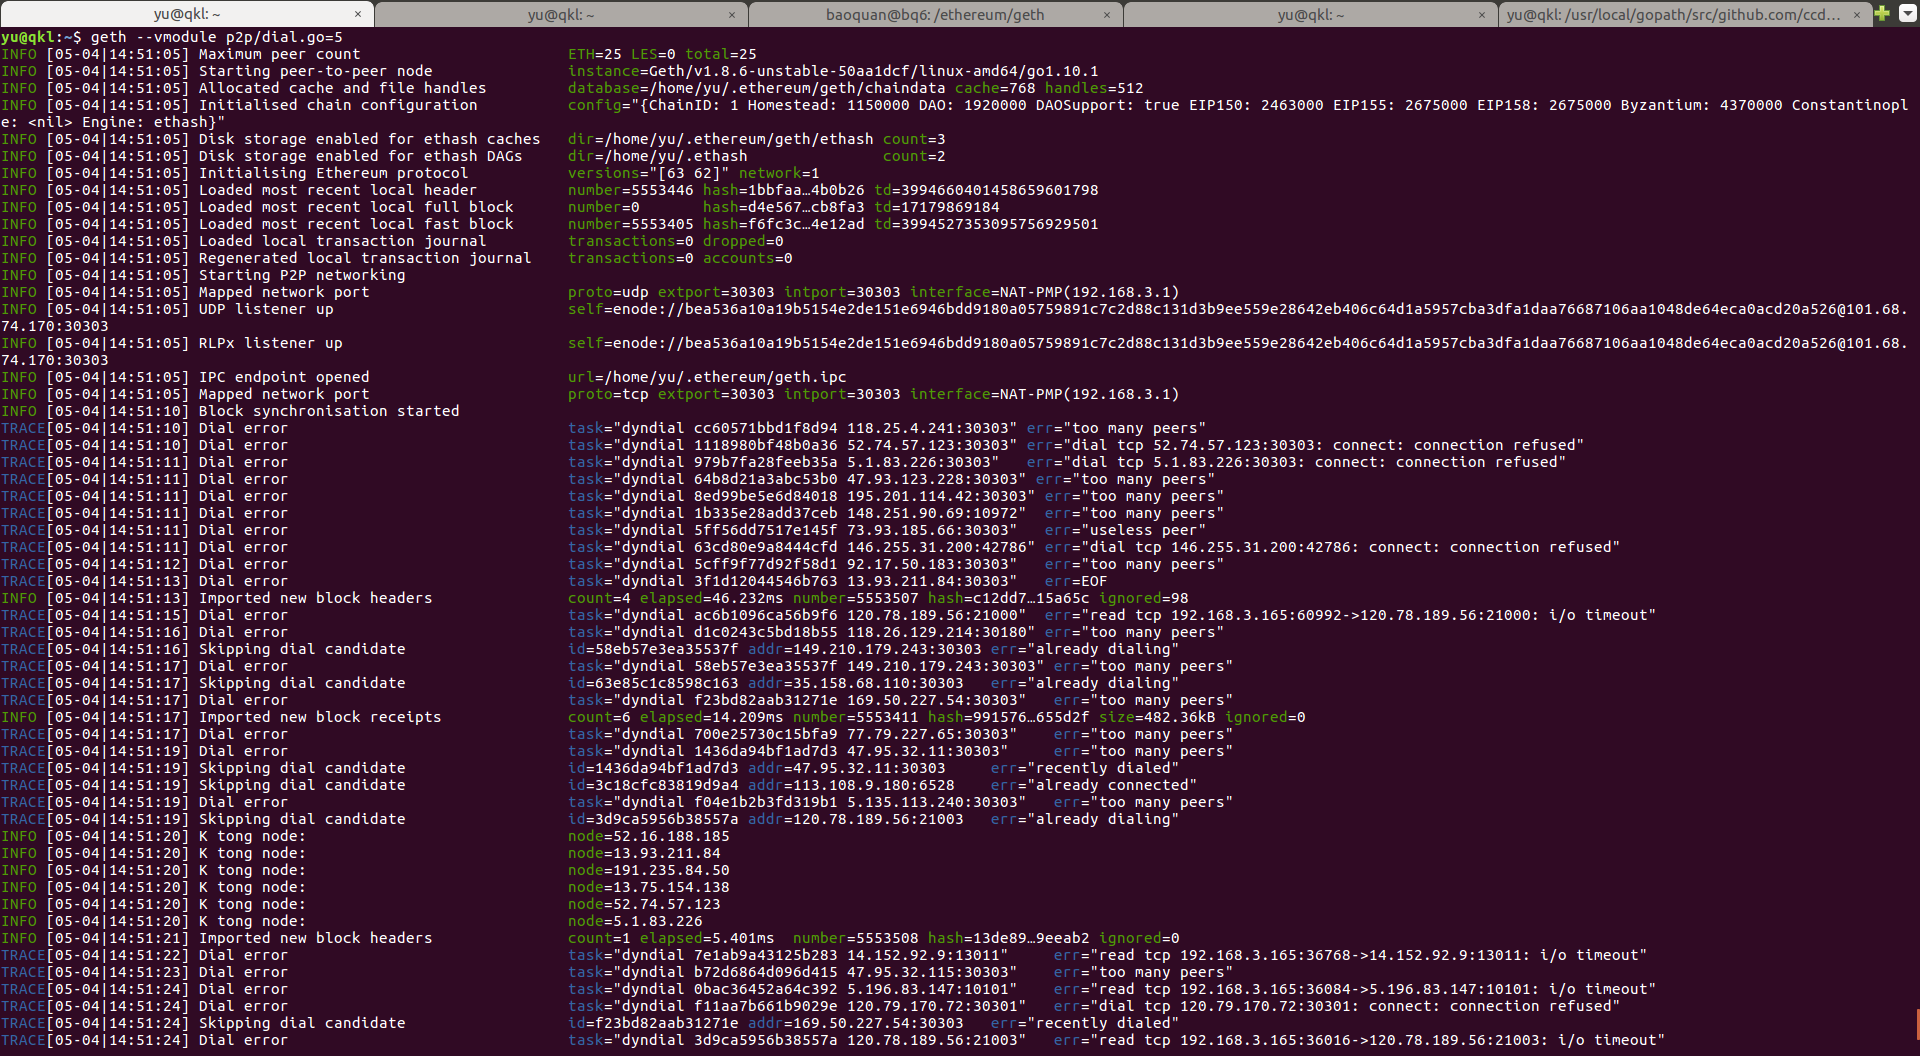 yu@qkl: ~ ×
yu@qkl: ~ ×
baoquan@bq6: /ethereum/geth ×
yu@qkl: ~ ×
yu@qkl: /usr/local/gopath/src/github.com/ccd... ×
yu@qkl:~$ geth --vmodule p2p/dial.go=5
INFO [05-04|14:51:05] Maximum peer count ETH=25 LES=0 total=25
INFO [05-04|14:51:05] Starting peer-to-peer node instance=Geth/v1.8.6-unstable-50aa1dcf/linux-amd64/go1.10.1
INFO [05-04|14:51:05] Allocated cache and file handles database=/home/yu/.ethereum/geth/chaindata cache=768 handles=512
INFO [05-04|14:51:05] Initialised chain configuration config="{ChainID: 1 Homestead: 1150000 DAO: 1920000 DAOSupport: true EIP150: 2463000 EIP155: 2675000 EIP158: 2675000 Byzantium: 4370000 Constantinopl
e: <nil> Engine: ethash}"
INFO [05-04|14:51:05] Disk storage enabled for ethash caches dir=/home/yu/.ethereum/geth/ethash count=3
INFO [05-04|14:51:05] Disk storage enabled for ethash DAGs dir=/home/yu/.ethash count=2
INFO [05-04|14:51:05] Initialising Ethereum protocol versions="[63 62]" network=1
INFO [05-04|14:51:05] Loaded most recent local header number=5553446 hash=1bbfaa…4b0b26 td=3994660401458659601798
INFO [05-04|14:51:05] Loaded most recent local full block number=0 hash=d4e567…cb8fa3 td=17179869184
INFO [05-04|14:51:05] Loaded most recent local fast block number=5553405 hash=f6fc3c…4e12ad td=3994527353095756929501
INFO [05-04|14:51:05] Loaded local transaction journal transactions=0 dropped=0
INFO [05-04|14:51:05] Regenerated local transaction journal transactions=0 accounts=0
INFO [05-04|14:51:05] Starting P2P networking
INFO [05-04|14:51:05] Mapped network port proto=udp extport=30303 intport=30303 interface=NAT-PMP(192.168.3.1)
INFO [05-04|14:51:05] UDP listener up self=enode://bea536a10a19b5154e2de151e6946bdd9180a05759891c7c2d88c131d3b9ee559e28642eb406c64d1a5957cba3dfa1daa76687106aa1048de64eca0acd20a526@101.68.
74.170:30303
INFO [05-04|14:51:05] RLPx listener up self=enode://bea536a10a19b5154e2de151e6946bdd9180a05759891c7c2d88c131d3b9ee559e28642eb406c64d1a5957cba3dfa1daa76687106aa1048de64eca0acd20a526@101.68.
74.170:30303
INFO [05-04|14:51:05] IPC endpoint opened url=/home/yu/.ethereum/geth.ipc
INFO [05-04|14:51:05] Mapped network port proto=tcp extport=30303 intport=30303 interface=NAT-PMP(192.168.3.1)
INFO [05-04|14:51:10] Block synchronisation started
TRACE[05-04|14:51:10] Dial error task="dyndial cc60571bbd1f8d94 118.25.4.241:30303" err="too many peers"
TRACE[05-04|14:51:10] Dial error task="dyndial 1118980bf48b0a36 52.74.57.123:30303" err="dial tcp 52.74.57.123:30303: connect: connection refused"
TRACE[05-04|14:51:11] Dial error task="dyndial 979b7fa28feeb35a 5.1.83.226:30303" err="dial tcp 5.1.83.226:30303: connect: connection refused"
TRACE[05-04|14:51:11] Dial error task="dyndial 64b8d21a3abc53b0 47.93.123.228:30303" err="too many peers"
TRACE[05-04|14:51:11] Dial error task="dyndial 8ed99be5e6d84018 195.201.114.42:30303" err="too many peers"
TRACE[05-04|14:51:11] Dial error task="dyndial 1b335e28add37ceb 148.251.90.69:10972" err="too many peers"
TRACE[05-04|14:51:11] Dial error task="dyndial 5ff56dd7517e145f 73.93.185.66:30303" err="useless peer"
TRACE[05-04|14:51:11] Dial error task="dyndial 63cd80e9a8444cfd 146.255.31.200:42786" err="dial tcp 146.255.31.200:42786: connect: connection refused"
TRACE[05-04|14:51:12] Dial error task="dyndial 5cff9f77d92f58d1 92.17.50.183:30303" err="too many peers"
TRACE[05-04|14:51:13] Dial error task="dyndial 3f1d12044546b763 13.93.211.84:30303" err=EOF
INFO [05-04|14:51:13] Imported new block headers count=4 elapsed=46.232ms number=5553507 hash=c12dd7…15a65c ignored=98
TRACE[05-04|14:51:15] Dial error task="dyndial ac6b1096ca56b9f6 120.78.189.56:21000" err="read tcp 192.168.3.165:60992->120.78.189.56:21000: i/o timeout"
TRACE[05-04|14:51:16] Dial error task="dyndial d1c0243c5bd18b55 118.26.129.214:30180" err="too many peers"
TRACE[05-04|14:51:16] Skipping dial candidate id=58eb57e3ea35537f addr=149.210.179.243:30303 err="already dialing"
TRACE[05-04|14:51:17] Dial error task="dyndial 58eb57e3ea35537f 149.210.179.243:30303" err="too many peers"
TRACE[05-04|14:51:17] Skipping dial candidate id=63e85c1c8598c163 addr=35.158.68.110:30303 err="already dialing"
TRACE[05-04|14:51:17] Dial error task="dyndial f23bd82aab31271e 169.50.227.54:30303" err="too many peers"
INFO [05-04|14:51:17] Imported new block receipts count=6 elapsed=14.209ms number=5553411 hash=991576…655d2f size=482.36kB ignored=0
TRACE[05-04|14:51:17] Dial error task="dyndial 700e25730c15bfa9 77.79.227.65:30303" err="too many peers"
TRACE[05-04|14:51:19] Dial error task="dyndial 1436da94bf1ad7d3 47.95.32.11:30303" err="too many peers"
TRACE[05-04|14:51:19] Skipping dial candidate id=1436da94bf1ad7d3 addr=47.95.32.11:30303 err="recently dialed"
TRACE[05-04|14:51:19] Skipping dial candidate id=3c18cfc83819d9a4 addr=113.108.9.180:6528 err="already connected"
TRACE[05-04|14:51:19] Dial error task="dyndial f04e1b2b3fd319b1 5.135.113.240:30303" err="too many peers"
TRACE[05-04|14:51:19] Skipping dial candidate id=3d9ca5956b38557a addr=120.78.189.56:21003 err="already dialing"
INFO [05-04|14:51:20] K tong node: node=52.16.188.185
INFO [05-04|14:51:20] K tong node: node=13.93.211.84
INFO [05-04|14:51:20] K tong node: node=191.235.84.50
INFO [05-04|14:51:20] K tong node: node=13.75.154.138
INFO [05-04|14:51:20] K tong node: node=52.74.57.123
INFO [05-04|14:51:20] K tong node: node=5.1.83.226
INFO [05-04|14:51:21] Imported new block headers count=1 elapsed=5.401ms number=5553508 hash=13de89…9eeab2 ignored=0
TRACE[05-04|14:51:22] Dial error task="dyndial 7e1ab9a43125b283 14.152.92.9:13011" err="read tcp 192.168.3.165:36768->14.152.92.9:13011: i/o timeout"
TRACE[05-04|14:51:23] Dial error task="dyndial b72d6864d096d415 47.95.32.115:30303" err="too many peers"
TRACE[05-04|14:51:24] Dial error task="dyndial 0bac36452a64c392 5.196.83.147:10101" err="read tcp 192.168.3.165:36084->5.196.83.147:10101: i/o timeout"
TRACE[05-04|14:51:24] Dial error task="dyndial f11aa7b661b9029e 120.79.170.72:30301" err="dial tcp 120.79.170.72:30301: connect: connection refused"
TRACE[05-04|14:51:24] Skipping dial candidate id=f23bd82aab31271e addr=169.50.227.54:30303 err="recently dialed"
TRACE[05-04|14:51:24] Dial error task="dyndial 3d9ca5956b38557a 120.78.189.56:21003" err="read tcp 192.168.3.165:36016->120.78.189.56:21003: i/o timeout"